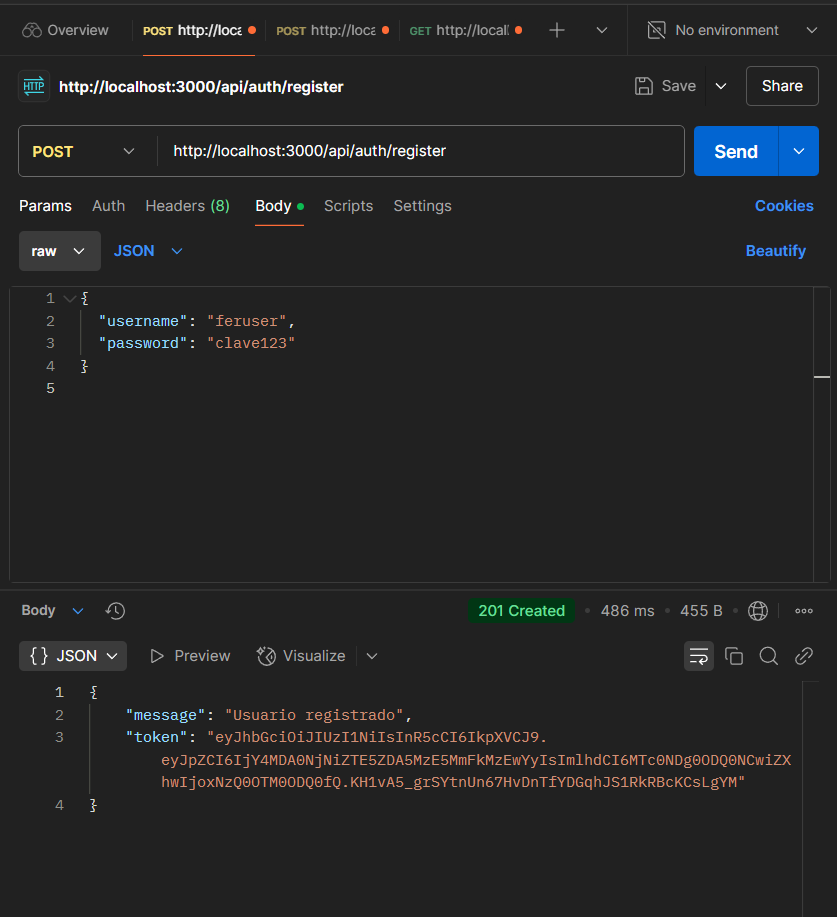 Overview POST http://loca POST http://loca GET http://local No environment
HTTP http://localhost:3000/api/auth/register Save Share
POST http://localhost:3000/api/auth/register Send
Params Auth Headers (8) Body Scripts Settings Cookies
raw JSON Beautify
1 {
2 "username": "feruser",
3 "password": "clave123"
4 }
5
Body 201 Created • 486 ms • 455 B •
{} JSON Preview Visualize
1 {
2 "message": "Usuario registrado",
3 "token": "eyJhbGciOiJIUzI1NiIsInR5cCI6IkpXVCJ9.
eyJpZCI6IjY4MDA0NjNiZTE5ZDA5MzE5MmFkMzEwYyIsImlhdCI6MTc0NDg0ODQ0NCwiZX
hwIjoxNzQ0OTM0ODQ0fQ.KH1vA5_grSYtnUn67HvDnTfYDGqhJS1RkRBcKCsLgYM"
4 }